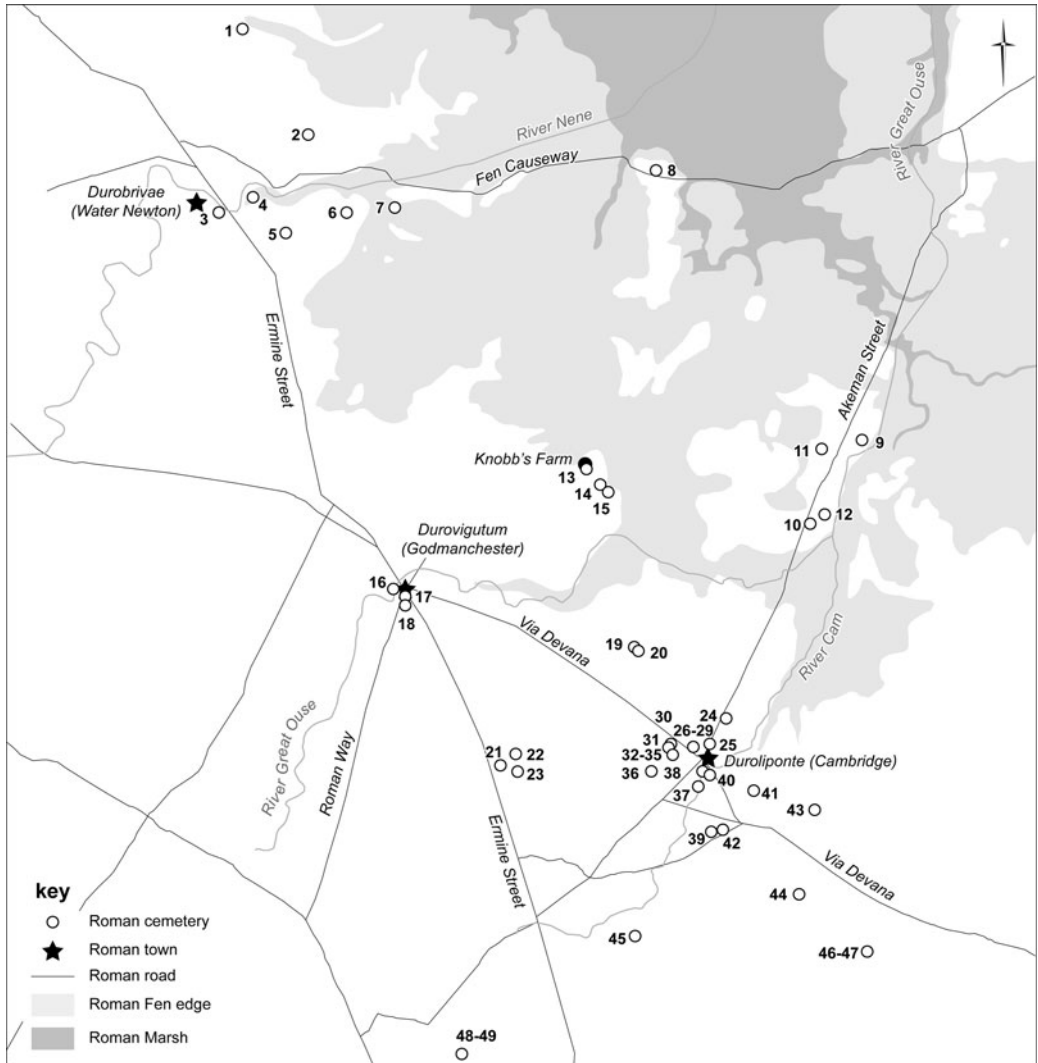 1
2
River Nene
Fen Causeway
River Great Ouse
8
Durobrivae
(Water Newton)
3
4
5
6
7
Ermine Street
Akeman Street
Knobb's Farm
13
14
15
11
9
10
12
Durovigutum
(Godmanchester)
16
17
18
Via Devana
19
20
River Cam
River Great Ouse
Roman Way
21
22
23
Ermine Street
30
24
26-29
31
25
32-35
36
38
Duroliponte (Cambridge)
40
37
41
43
39
42
Via Devana
44
45
46-47
48-49
key
Roman cemetery
Roman town
Roman road
Roman Fen edge
Roman Marsh